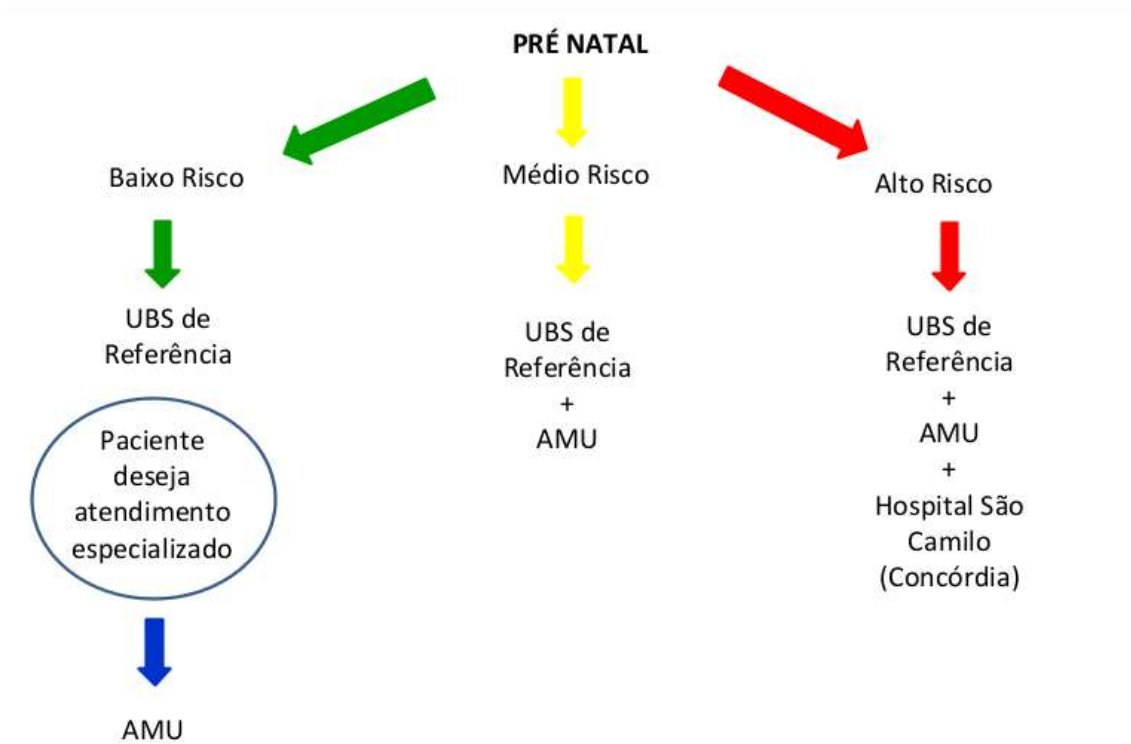 PRÉ NATAL
Baixo Risco
UBS de
Referência
Paciente
deseja
atendimento
especializado
AMU
Médio Risco
UBS de
Referência
+
AMU
Alto Risco
UBS de
Referência
+
AMU
+
Hospital São
Camilo
(Concórdia)